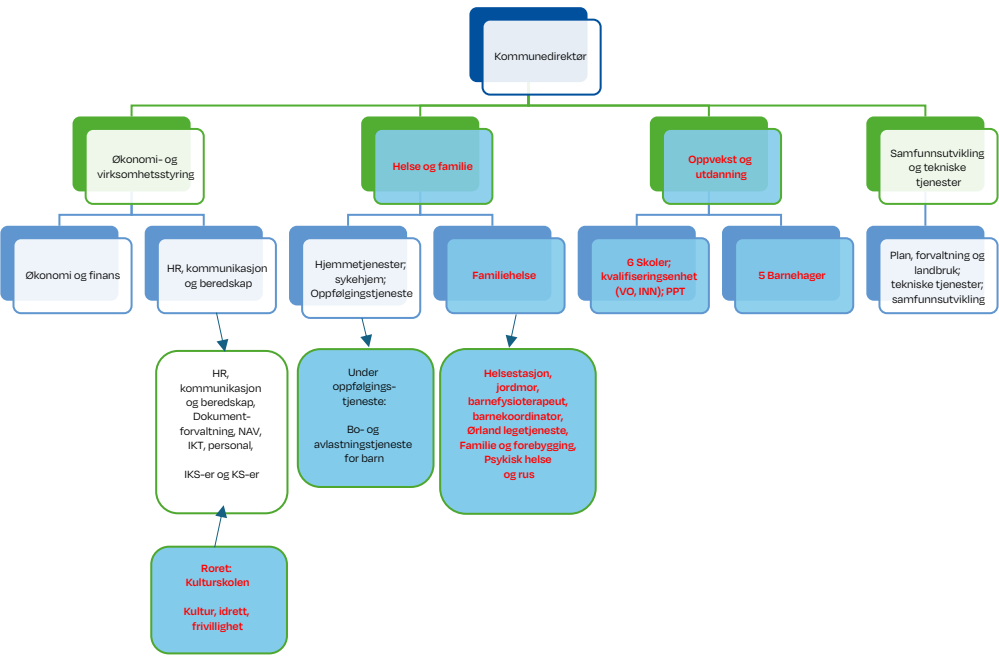 Kommunedirektør
Økonomi- og
virksomhetsstyring
Helse og familie
Oppvekst og
utdanning
Samfunnsutvikling
og tekniske
tjenester
Økonomi og finans
HR, kommunikasjon
og beredskap
Hjemmetjenester;
sykehjem;
Oppfølgingstjeneste
Familiehelse
6 Skoler;
kvalifiseringsenhet
(VO, INN); PPT
5 Barnehager
Plan, forvaltning og
landbruk;
tekniske tjenester;
samfunnsutvikling
HR,
kommunikasjon
og beredskap,
Dokument-
forvaltning, NAV,
IKT, personal,
IKS-er og KS-er
Under
oppfølgings-
tjeneste:
Bo- og
avlastningstjeneste
for barn
Helsestasjon,
jordmor,
barnefysioterapeut,
barnekoordinator,
Ørland legetjeneste,
Familie og forebygging,
Psykisk helse
og rus
Roret:
Kulturskolen
Kultur, idrett,
frivillighet